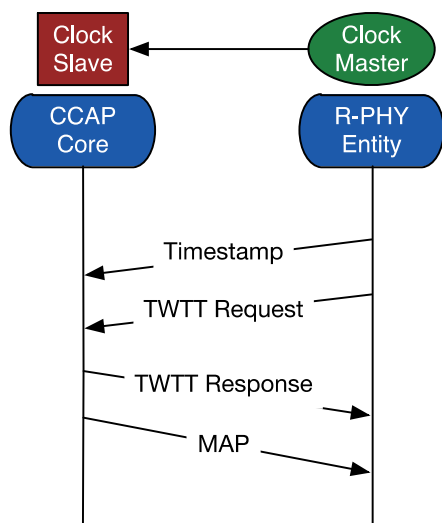 Clock
Slave
Clock
Master
CCAP
Core
R-PHY
Entity
Timestamp
TWTT Request
TWTT Response
MAP